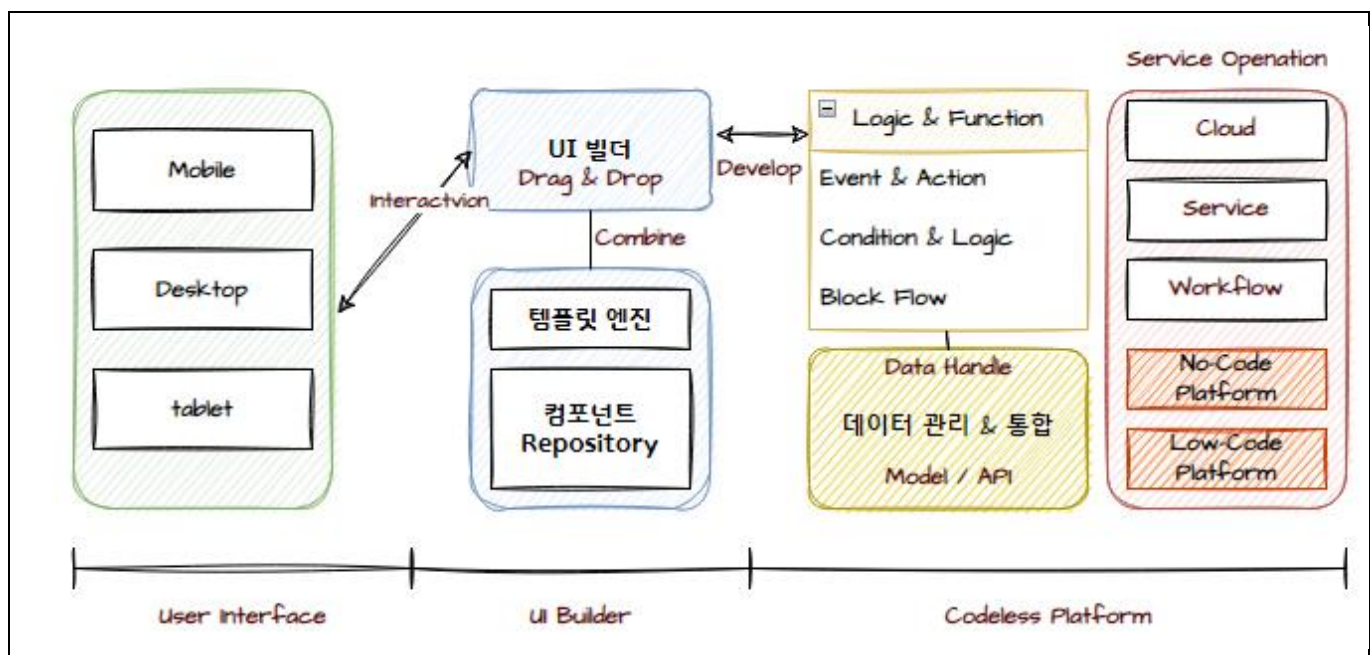 Mobile
Desktop
tablet
Interactvion
UI 빌더
Drag & Drop
Combine
템플릿 엔진
컴포넌트
Repository
Develop
Logic & Function
Event & Action
Condition & Logic
Block Flow
Data Handle
데이터 관리 & 통합
Model / API
Service Openation
Cloud
Service
Workflow
No-Code
Platform
Low-Code
Platform
User Interface
UI Builder
Codeless Platform